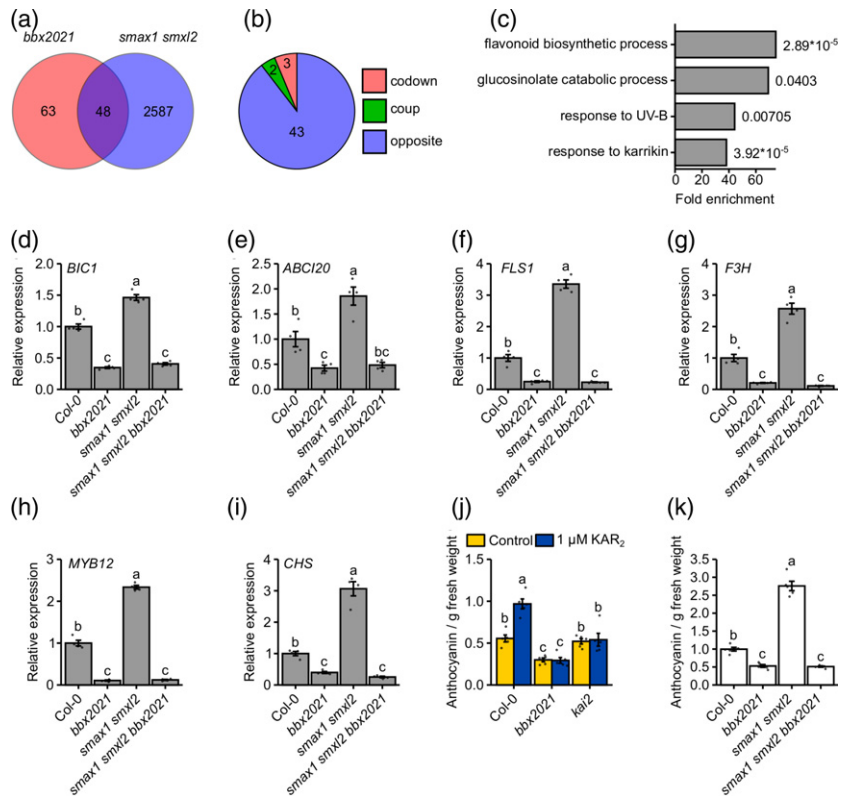 (a)
bbx2021
smax1 smxl2
63
48
2587
(b)
3
2
43
codown
coup
opposite
(c)
flavonoid biosynthetic process
2.89*10-5
glucosinolate catabolic process
0.0403
response to UV-B
0.00705
response to karrikin
3.92*10-5
0 20 40 60
Fold enrichment
(d)
Relative expression
BIC1
2.0
1.5
1.0
0.5
0.0
b
c
a
c
Col-0
bbx2021
smax1 smxl2
smax1 smxl2 bbx2021
(e)
Relative expression
ABCI20
2.5
2.0
1.5
1.0
0.5
0.0
b
c
a
bc
Col-0
bbx2021
smax1 smxl2
smax1 smxl2 bbx2021
(f)
Relative expression
FLS1
4
2
1
0
b
c
a
c
Col-0
bbx2021
smax1 smxl2
smax1 smxl2 bbx2021
(g)
Relative expression
F3H
4
2
1
0
b
c
a
c
Col-0
bbx2021
smax1 smxl2
smax1 smxl2 bbx2021
(h)
Relative expression
MYB12
3
2
1
0
b
c
a
c
Col-0
bbx2021
smax1 smxl2
smax1 smxl2 bbx2021
(i)
Relative expression
CHS
4
3
2
1
0
b
c
a
c
Col-0
bbx2021
smax1 smxl2
smax1 smxl2 bbx2021
(j)
Control
1 µM KAR2
Anthocyanin / g fresh weight
1.5
1.0
0.5
0.0
b
a
c
c
b
b
Col-0
bbx2021
kai2
(k)
Anthocyanin / g fresh weight
3.5
3.0
2.5
2.0
1.5
1.0
0.5
0.0
b
c
a
c
Col-0
bbx2021
smax1 smxl2
smax1 smxl2 bbx2021